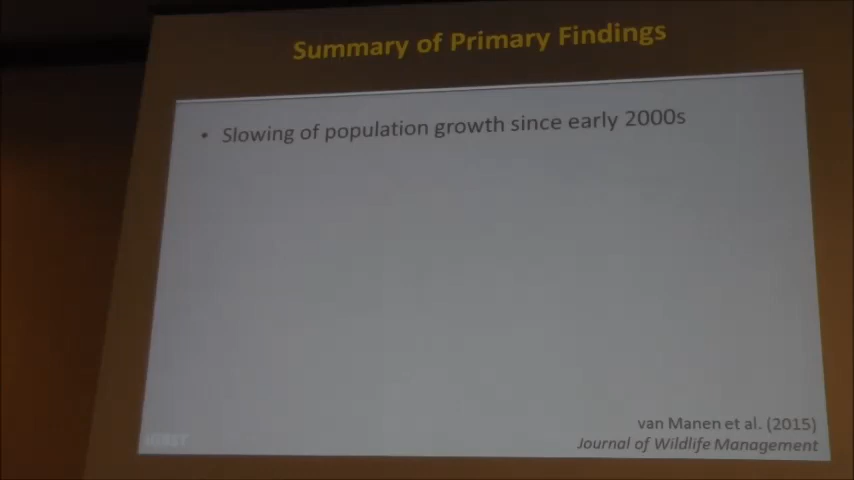 Summary of Primary Findings
• Slowing of population growth since early 2000s
van Manen et al. (2015)
Journal of Wildlife Management